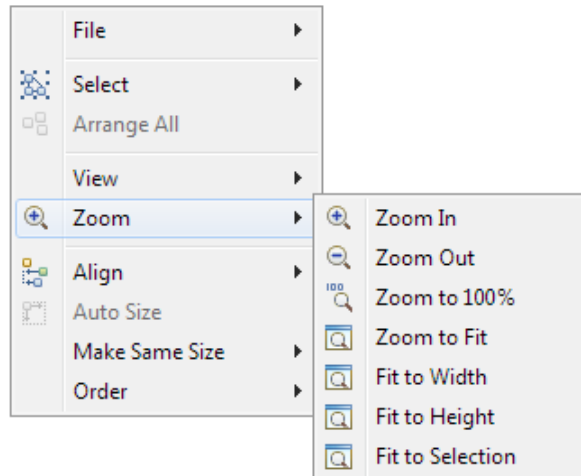 File
Select
Arrange All
View
Zoom
Align
Auto Size
Make Same Size
Order
Zoom In
Zoom Out
100
Zoom to 100%
Zoom to Fit
Fit to Width
Fit to Height
Fit to Selection